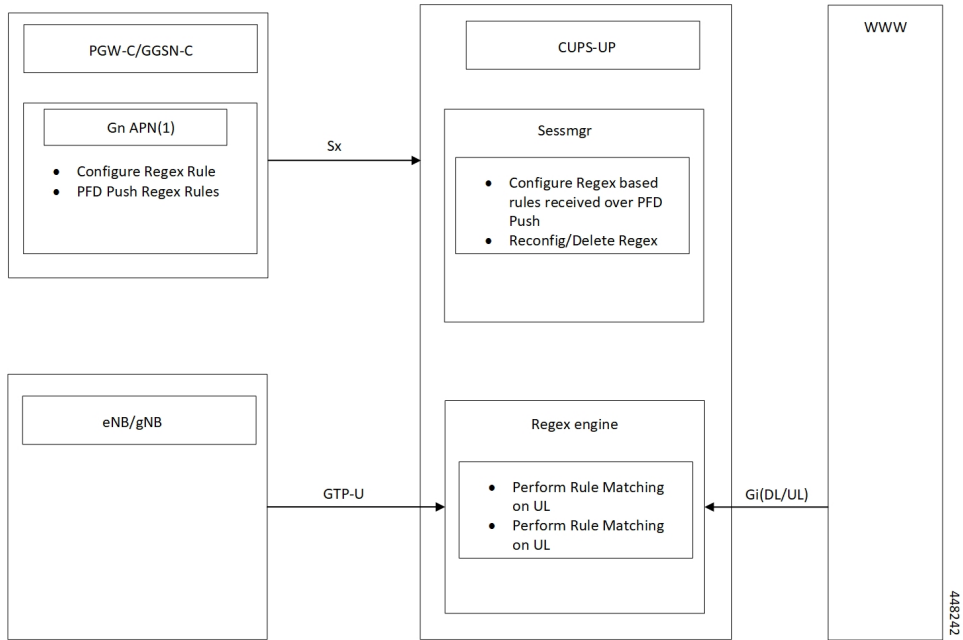 PGW-C/GGSN-C
Gn APN(1)
• Configure Regex Rule
• PFD Push Regex Rules
Sx
CUPS-UP
Sessmgr
• Configure Regex based
rules received over PFD
Push
• Reconfig/Delete Regex
WWW
eNB/gNB
GTP-U
Regex engine
• Perform Rule Matching
on UL
• Perform Rule Matching
on UL
Gi(DL/UL)
448242